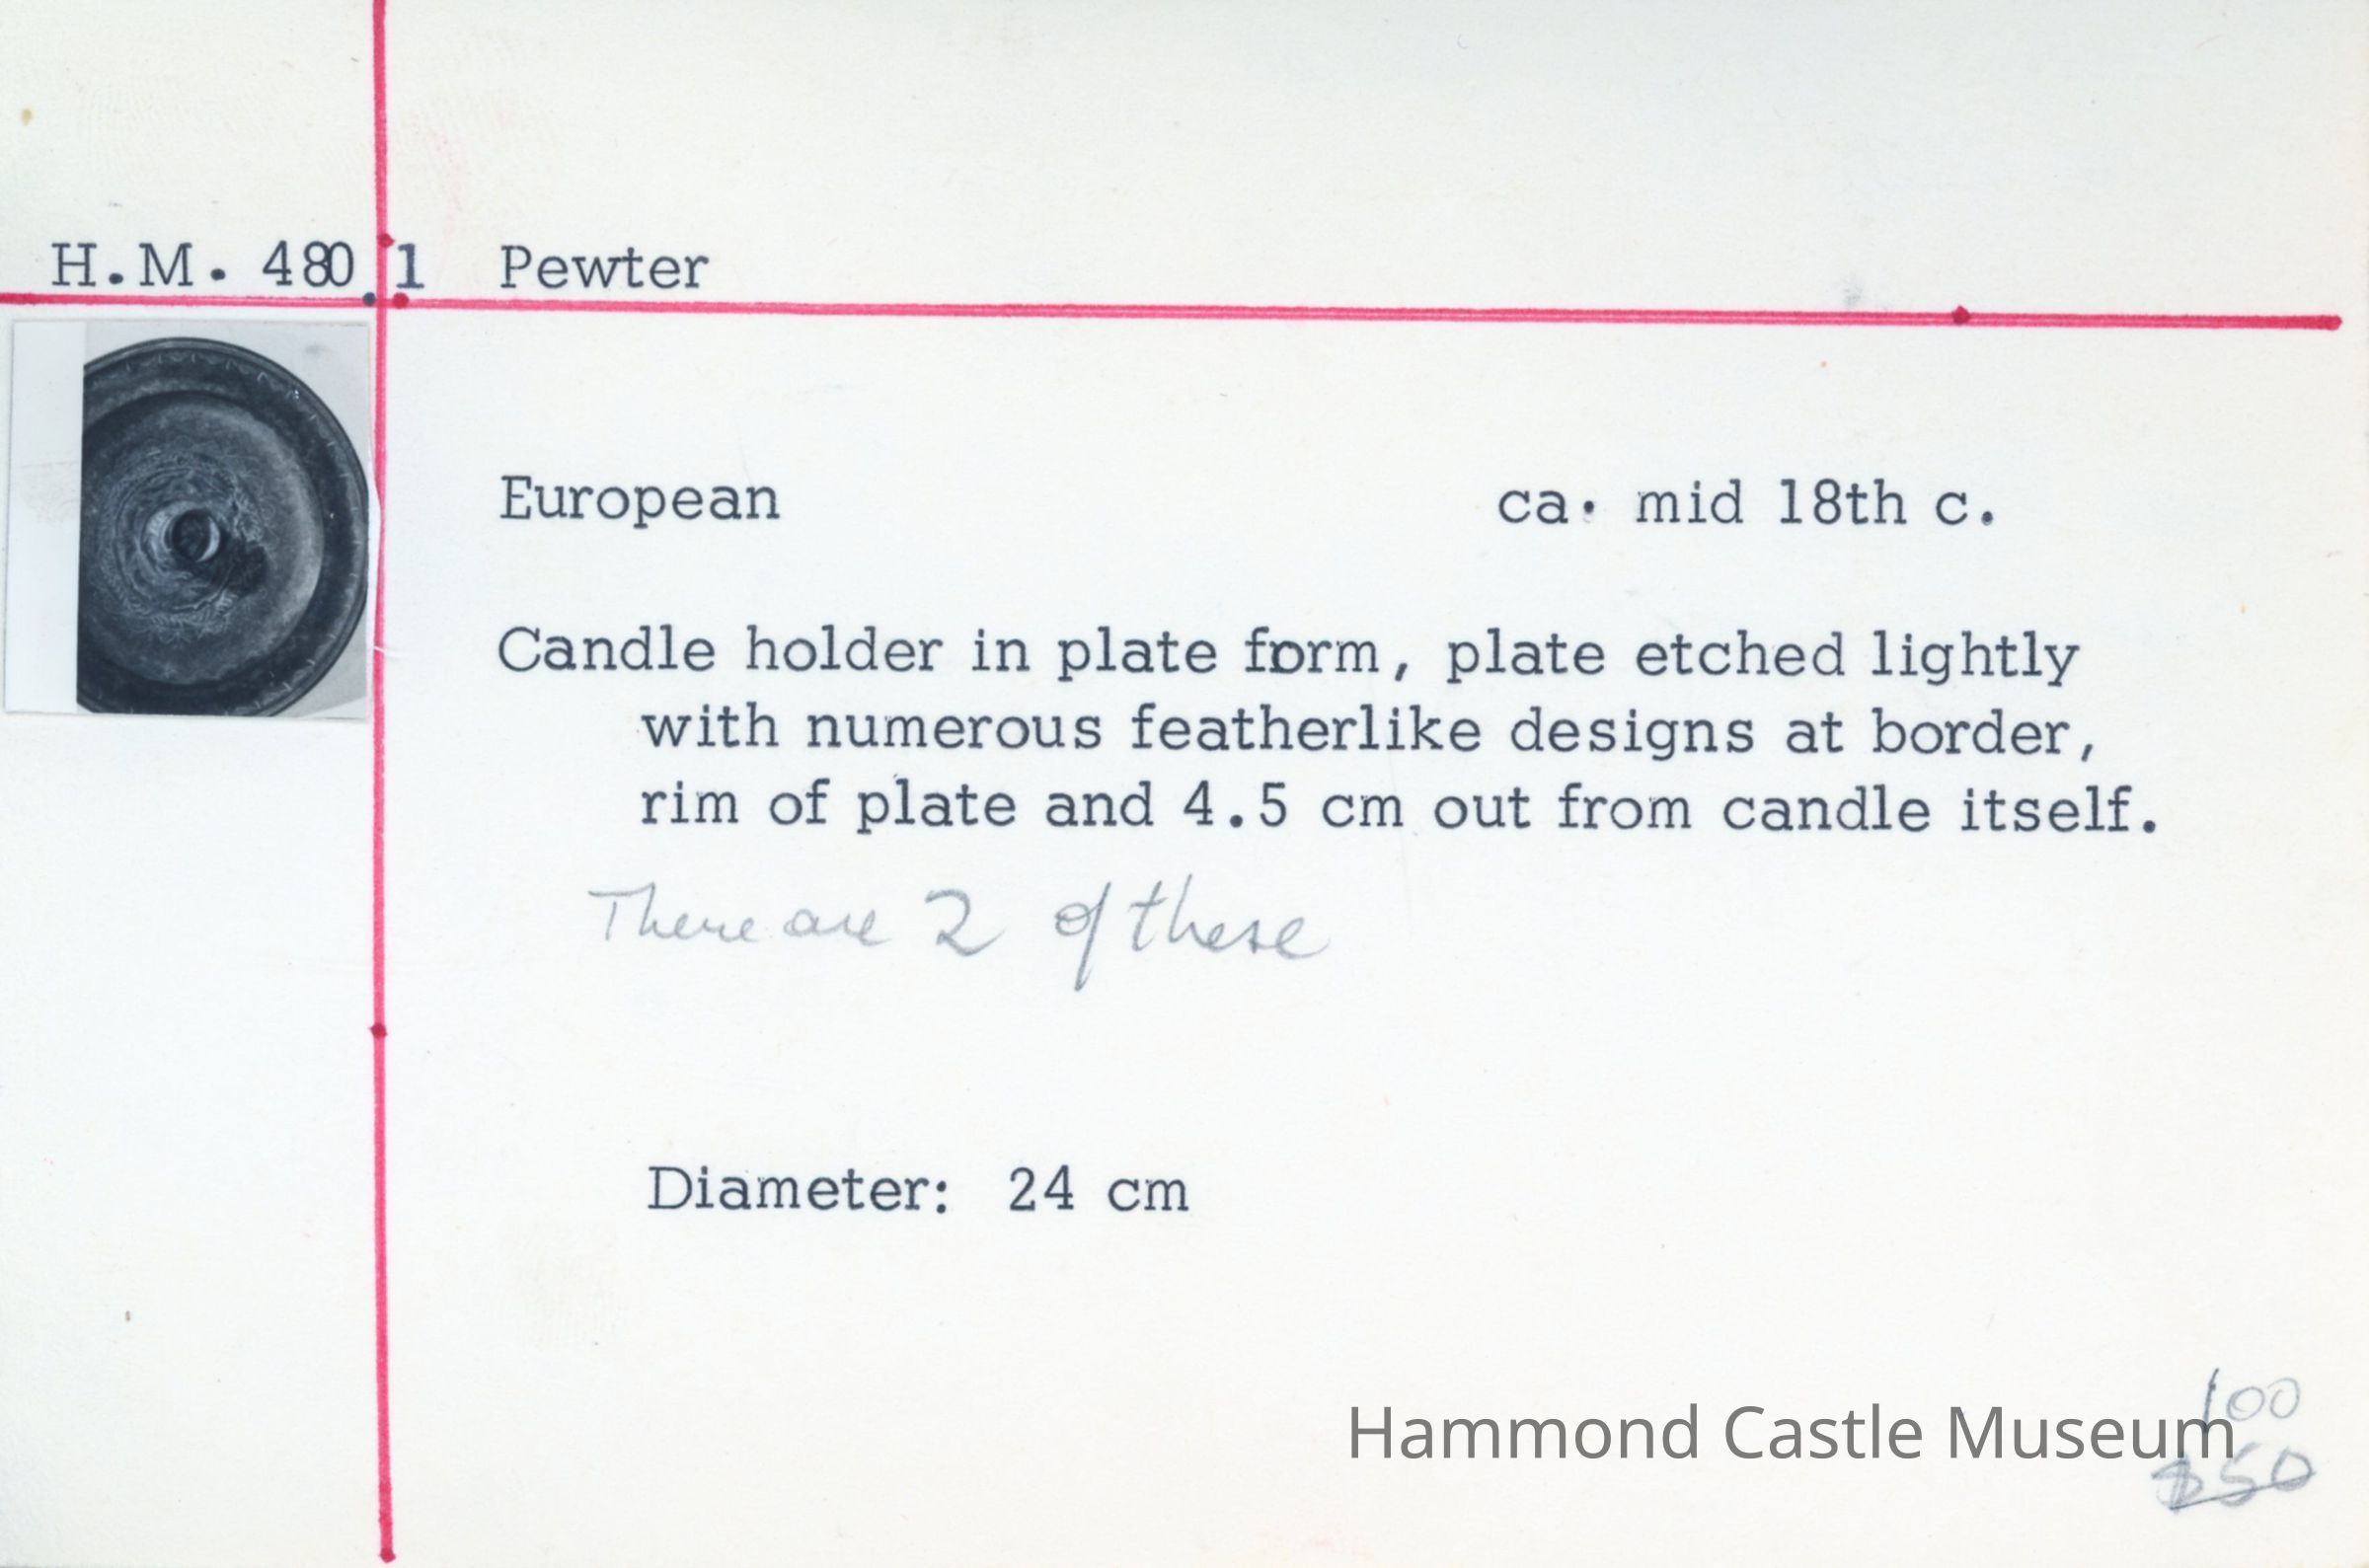 H.M. 480.1 Pewter
European ca. mid 18th c.
Candle holder in plate form, plate etched lightly
with numerous featherlike designs at border,
rim of plate and 4.5 cm out from candle itself.
There are 2 of these
Diameter: 24 cm
100
Hammond Castle Museum
$50